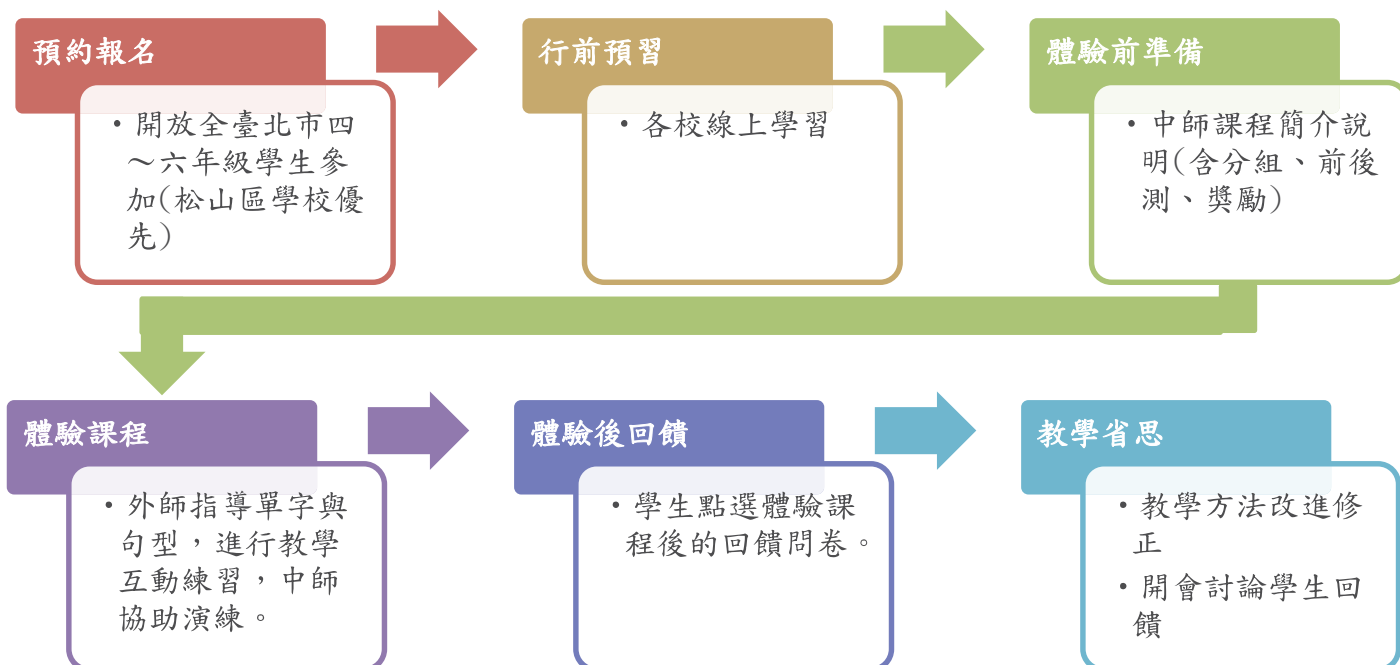 預約報名
• 開放全臺北市四
～六年級學生參
加(松山區學校優
先)
行前預習
• 各校線上學習
體驗前準備
• 中師課程簡介說
明(含分組、前後
測、獎勵)
體驗課程
• 外師指導單字與
句型，進行教學
互動練習，中師
協助演練。
體驗後回饋
• 學生點選體驗課
程後的回饋問卷。
教學省思
• 教學方法改進修
正
• 開會討論學生回
饋